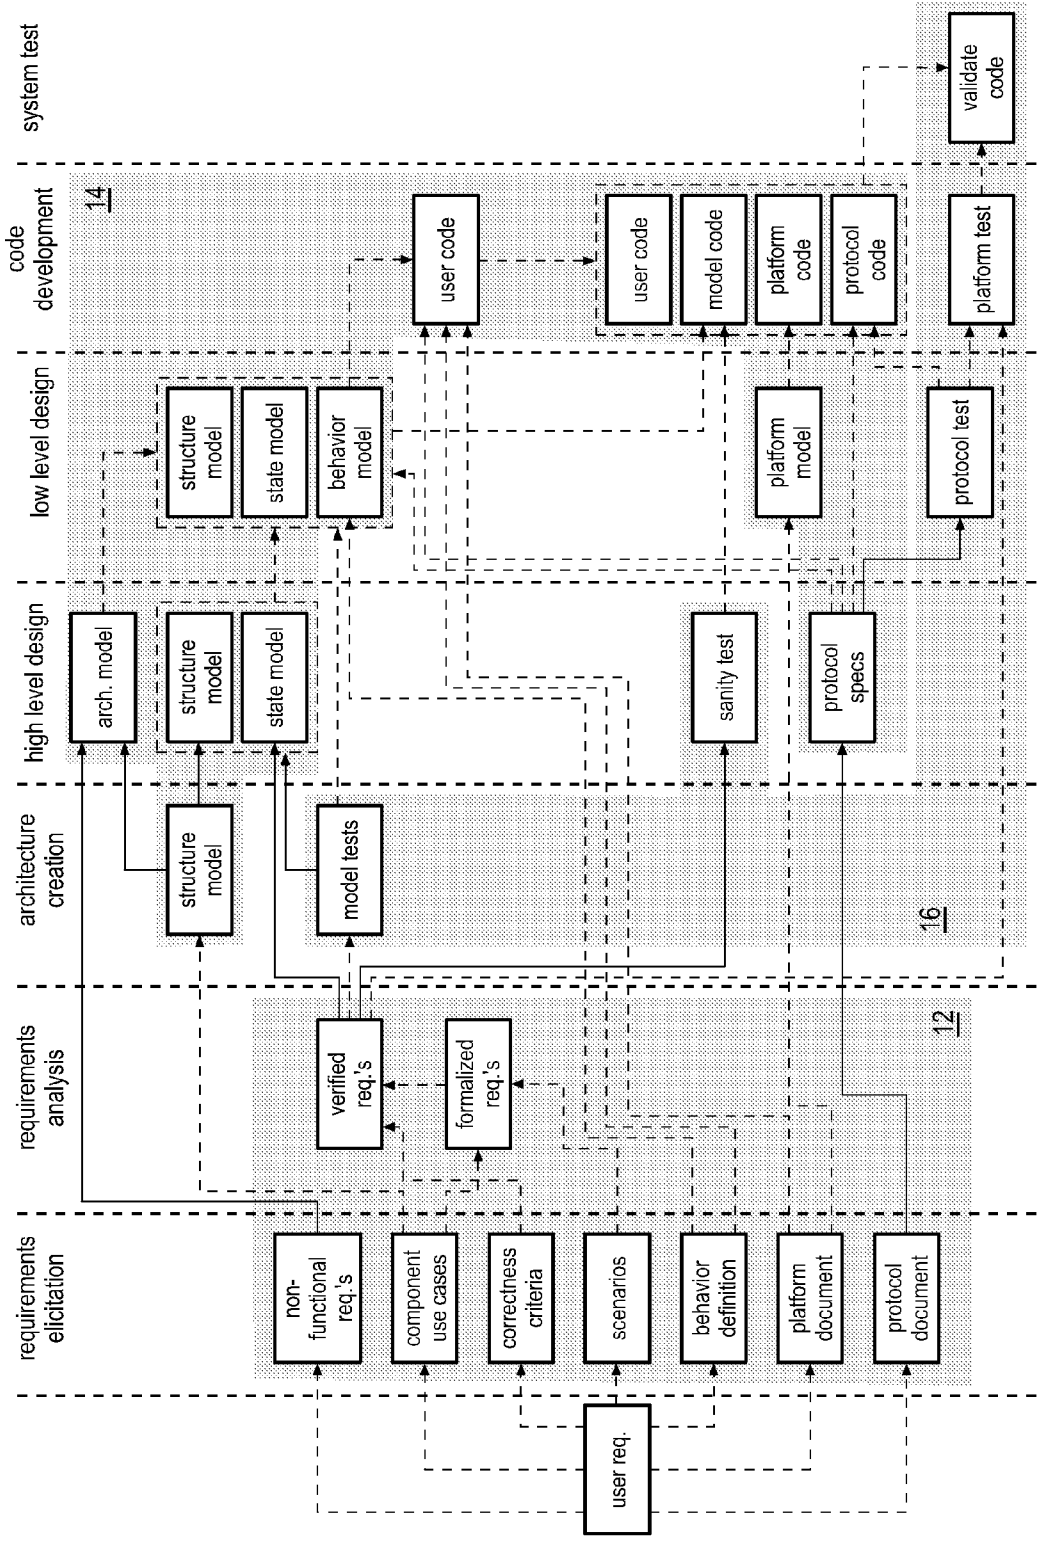 requirements
elicitation
requirements
analysis
architecture
creation
high level design
low level design
code
development
system test
user req.
non-
functional
req.'s
component
use cases
correctness
criteria
scenarios
behavior
definition
platform
document
protocol
document
verified
req.'s
formalized
req.'s
12
structure
model
model tests
16
arch. model
structure
model
state model
sanity test
protocol
specs
structure
model
state model
behavior
model
platform
model
protocol test
14
user code
user code
model code
platform
code
protocol
code
platform test
validate
code